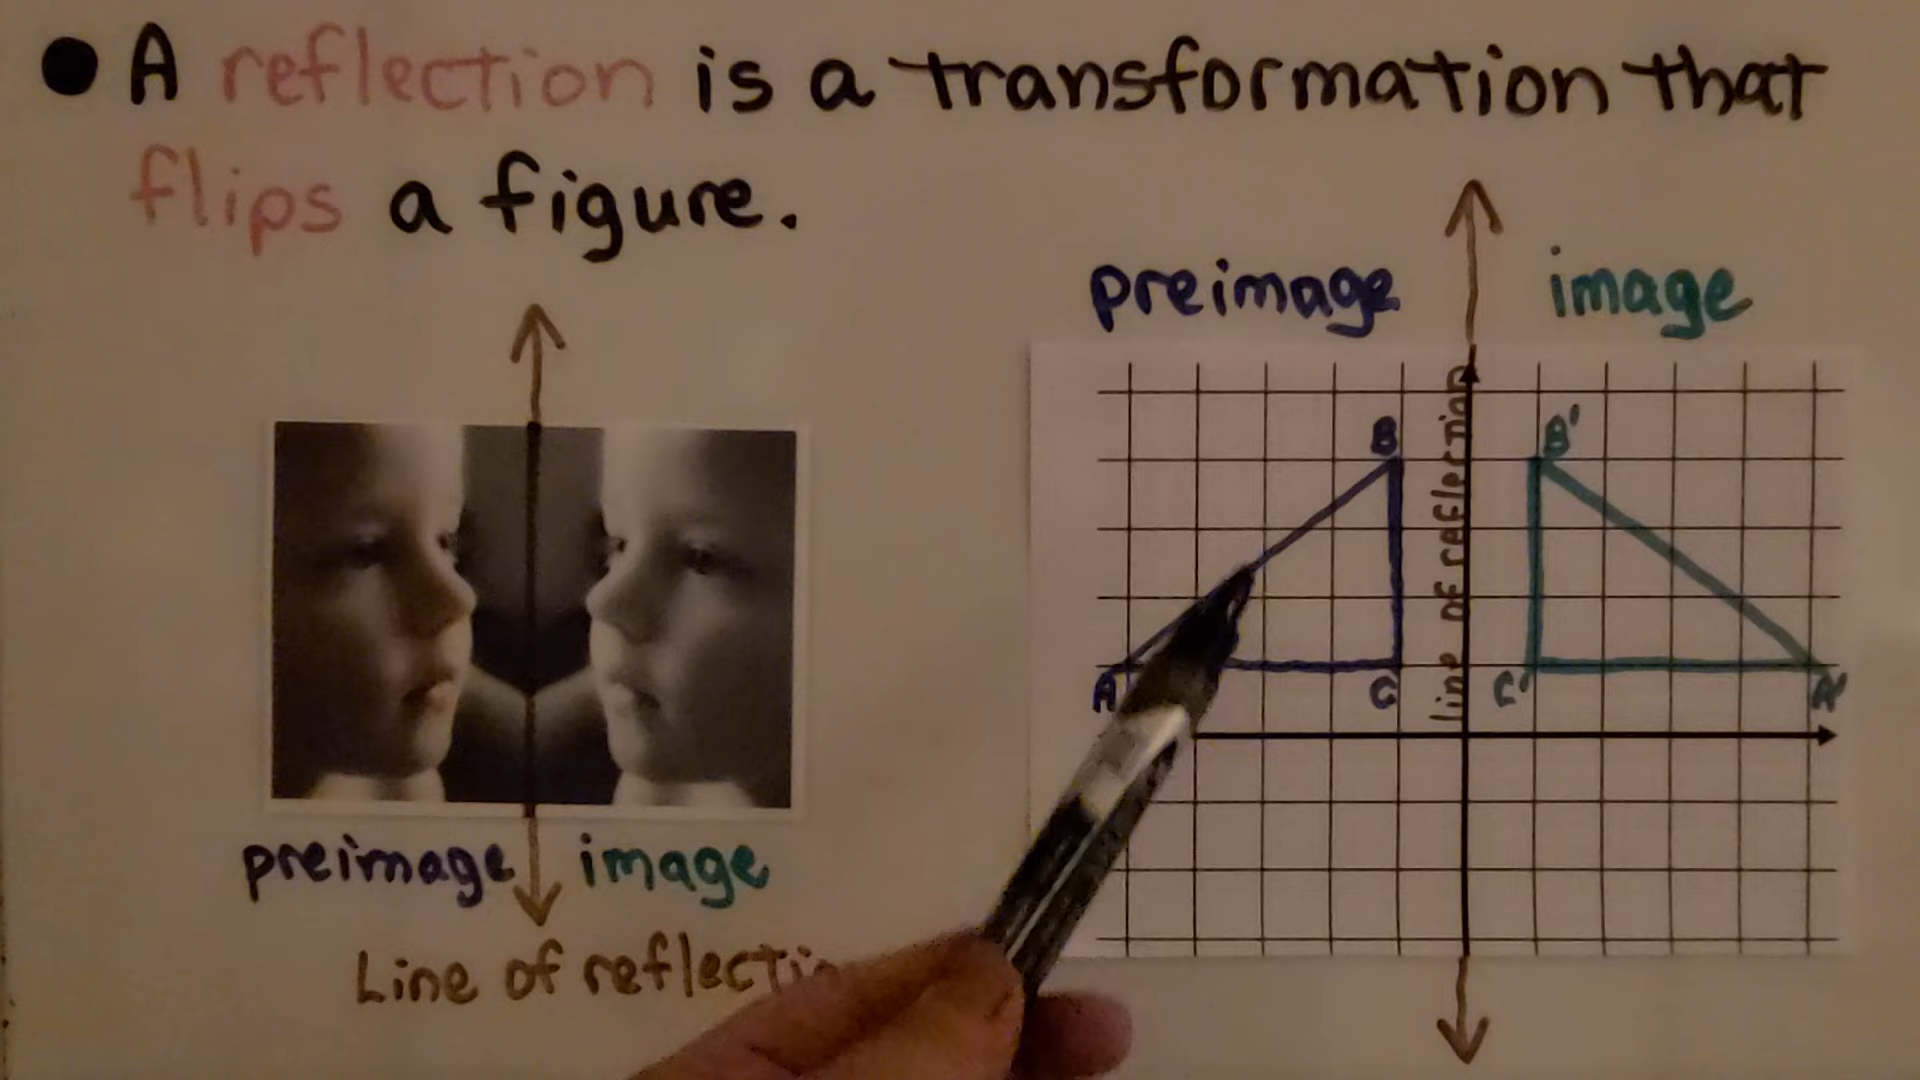 A reflection is a transformation that
flips a figure.
preimage image
Line of reflecti
preimage image
line of reflection
B B'
A C C' A'